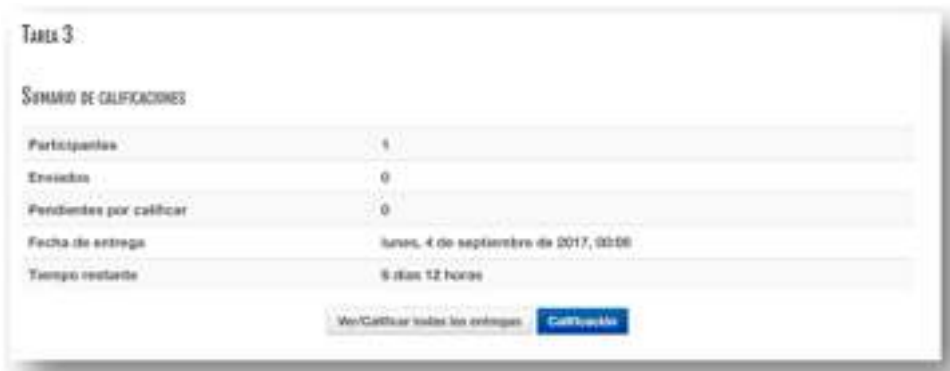 Tarea 3
Sumario de calificaciones
Participantes 1
Enviados 0
Pendientes por calificar 0
Fecha de entrega lunes, 4 de septiembre de 2017, 00:00
Tiempo restante 6 días 12 horas
Ver/Calificar todas las entregas Calificación